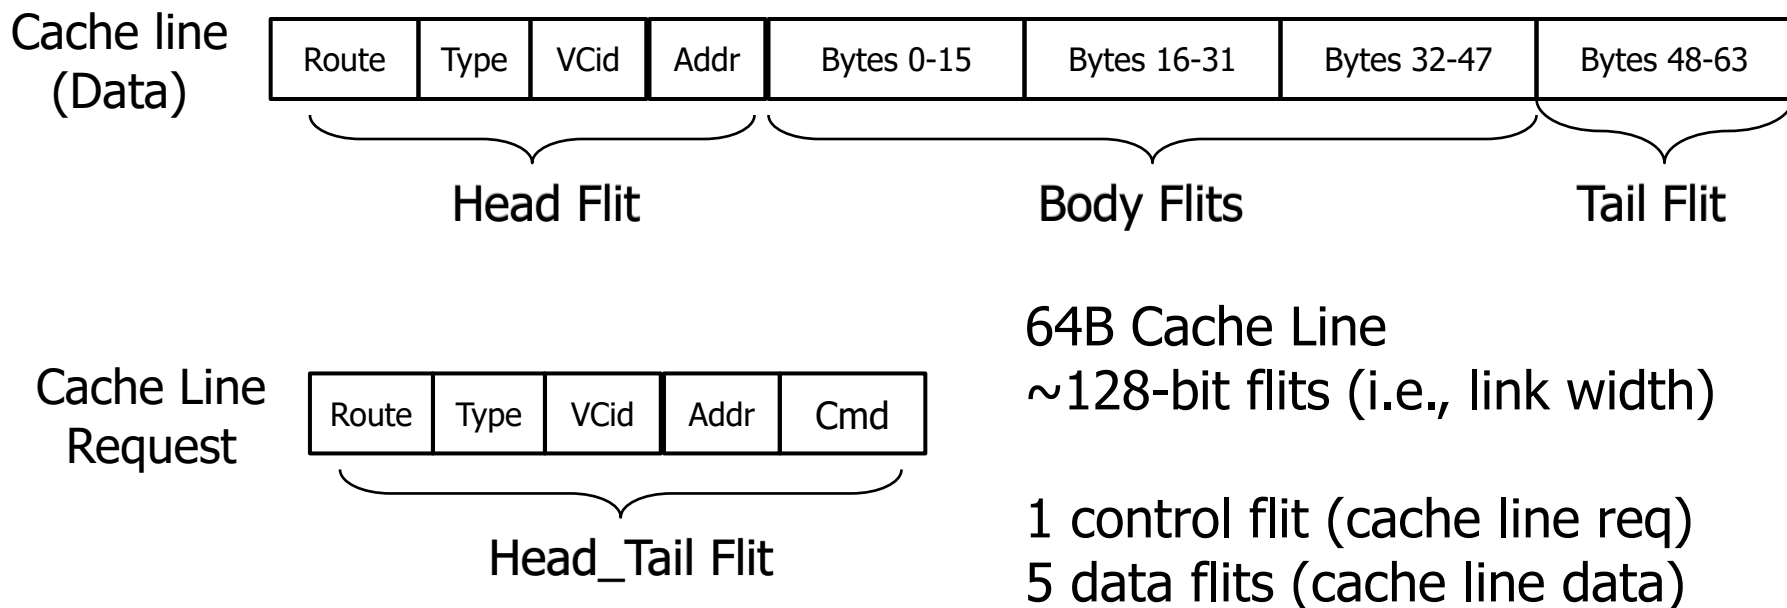 Cache line
(Data)
Route Type VCid Addr Bytes 0-15 Bytes 16-31 Bytes 32-47 Bytes 48-63
Head Flit Body Flits Tail Flit
Cache Line
Request
Route Type VCid Addr Cmd
Head_Tail Flit
64B Cache Line
~128-bit flits (i.e., link width)
1 control flit (cache line req)
5 data flits (cache line data)